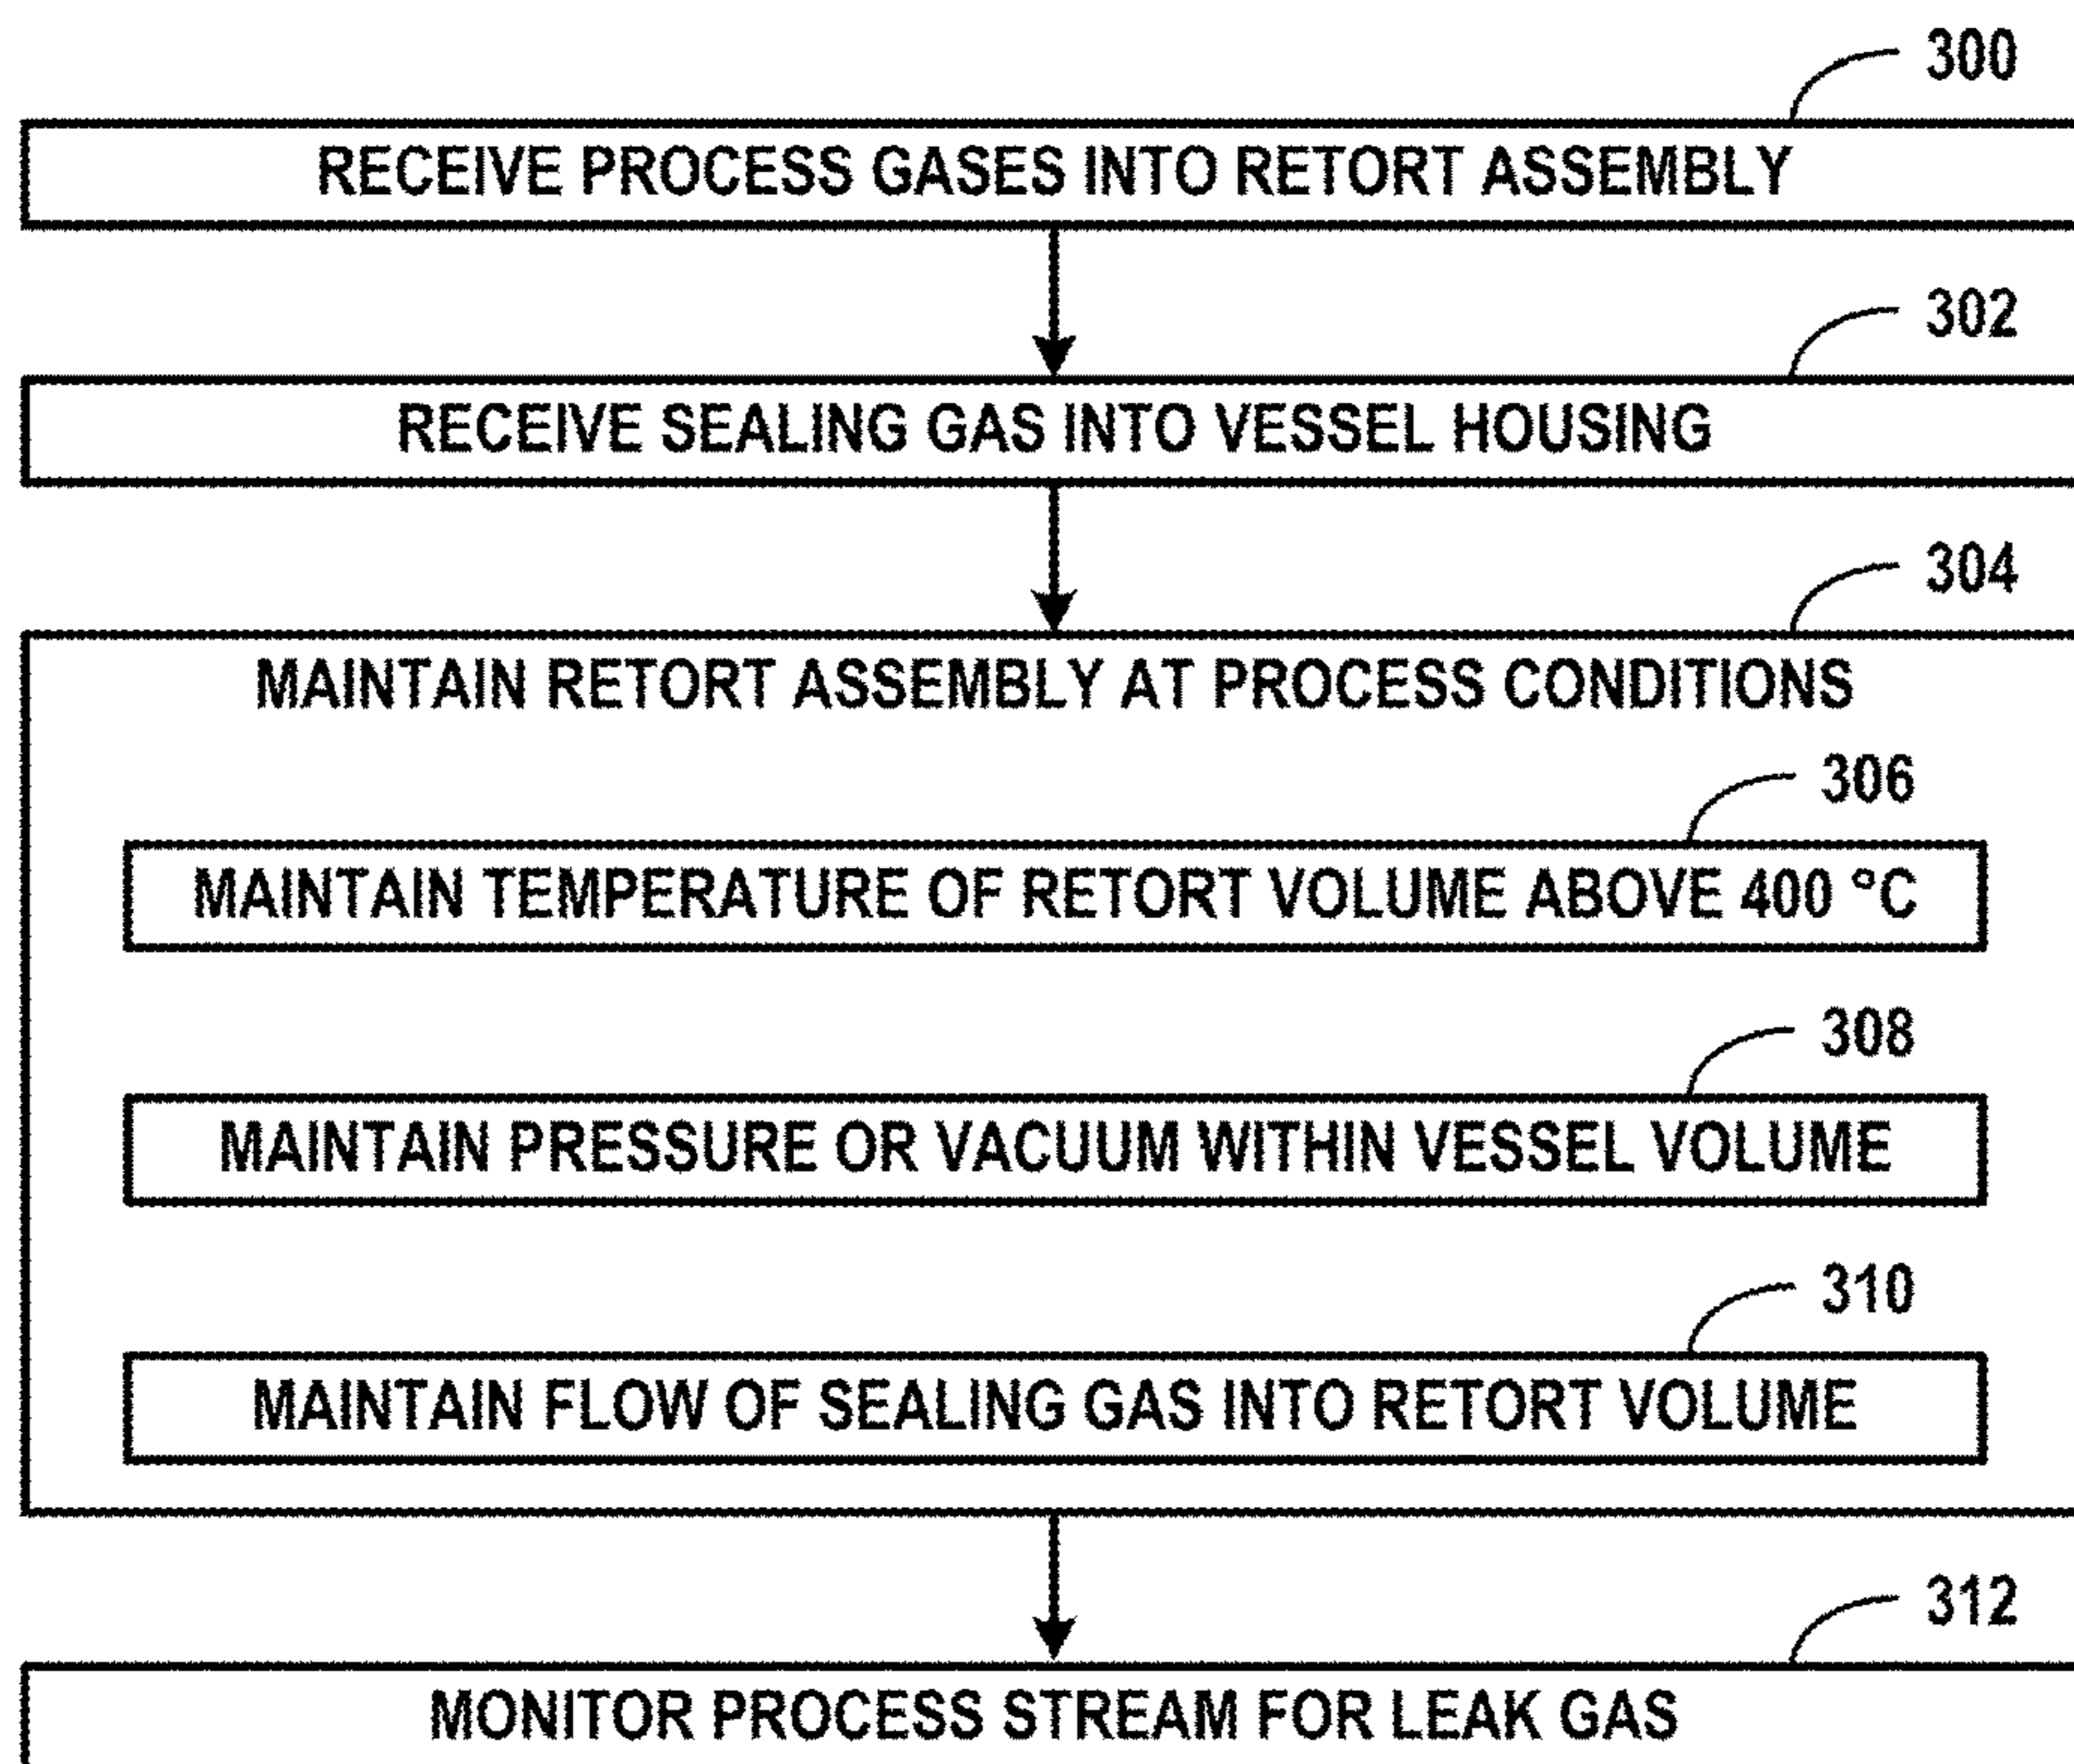 300
RECEIVE PROCESS GASES INTO RETORT ASSEMBLY
302
RECEIVE SEALING GAS INTO VESSEL HOUSING
304
MAINTAIN RETORT ASSEMBLY AT PROCESS CONDITIONS
306
MAINTAIN TEMPERATURE OF RETORT VOLUME ABOVE 400 °C
308
MAINTAIN PRESSURE OR VACUUM WITHIN VESSEL VOLUME
310
MAINTAIN FLOW OF SEALING GAS INTO RETORT VOLUME
312
MONITOR PROCESS STREAM FOR LEAK GAS